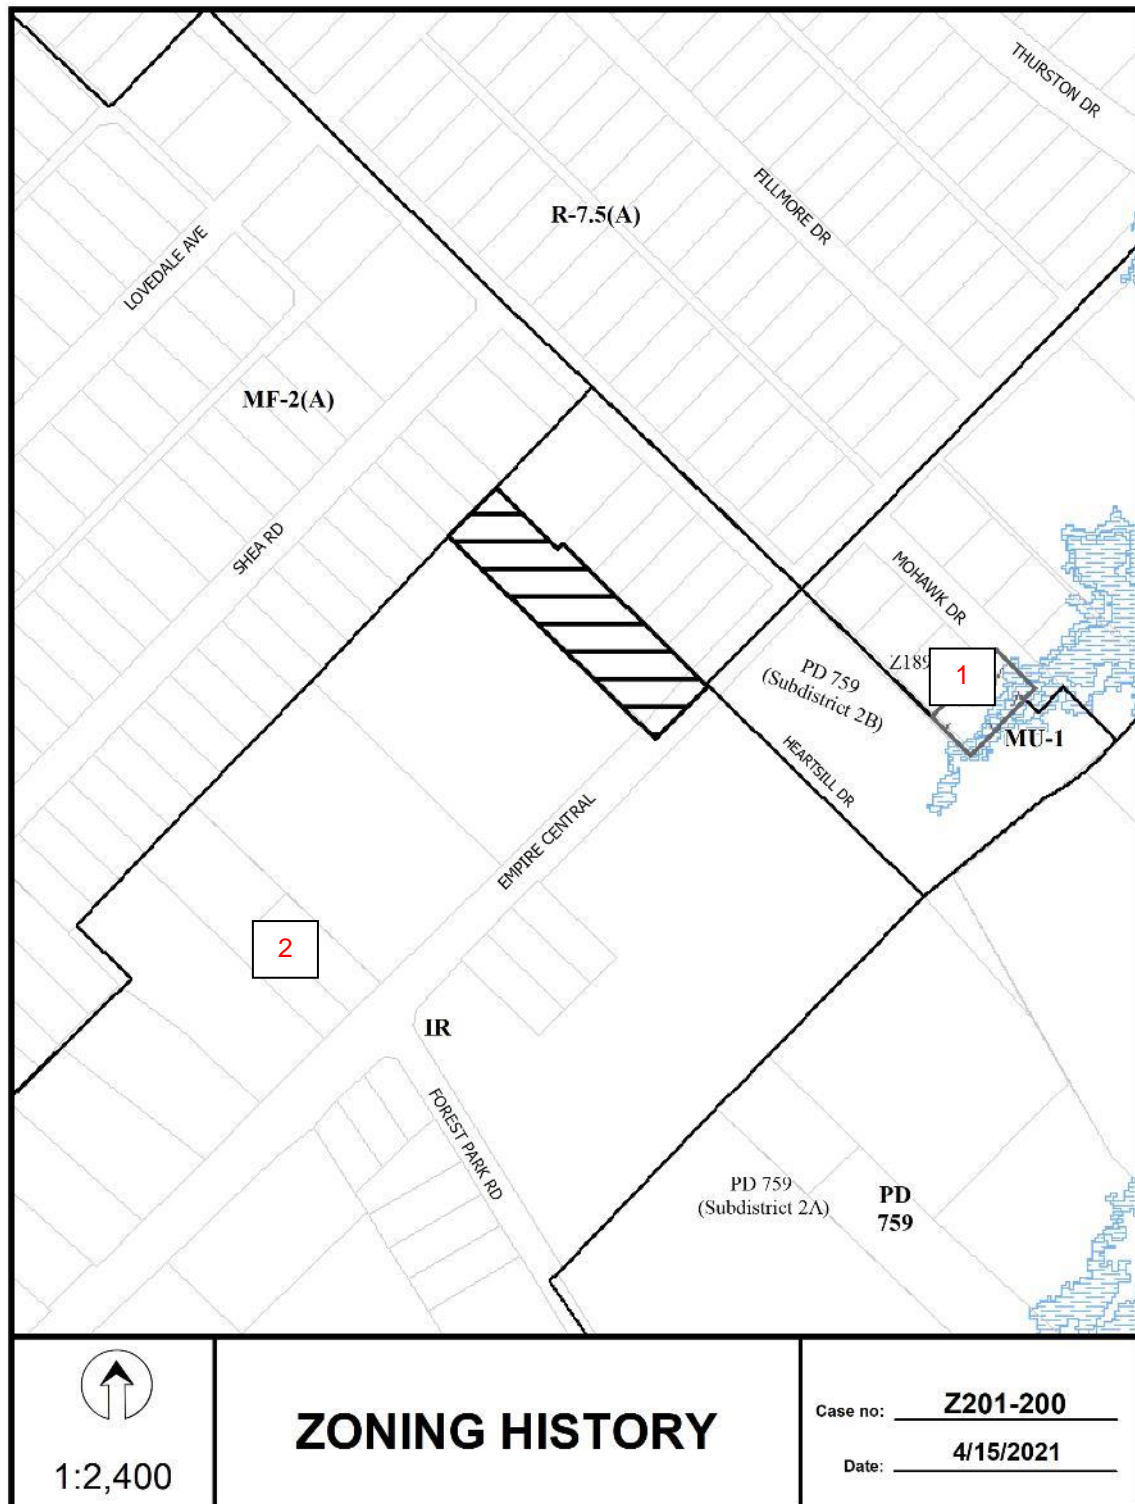 THURSTON DR
FILLMORE DR
R-7.5(A)
LOVEDALE AVE
MF-2(A)
SHEA RD
MOHAWK DR
Z189
1
PD 759
(Subdistrict 2B)
MU-1
HEARTSILL DR
EMPIRE CENTRAL
2
IR
FOREST PARK RD
PD 759
(Subdistrict 2A)
PD
759
1:2,400
ZONING HISTORY
Case no: Z201-200
Date: 4/15/2021